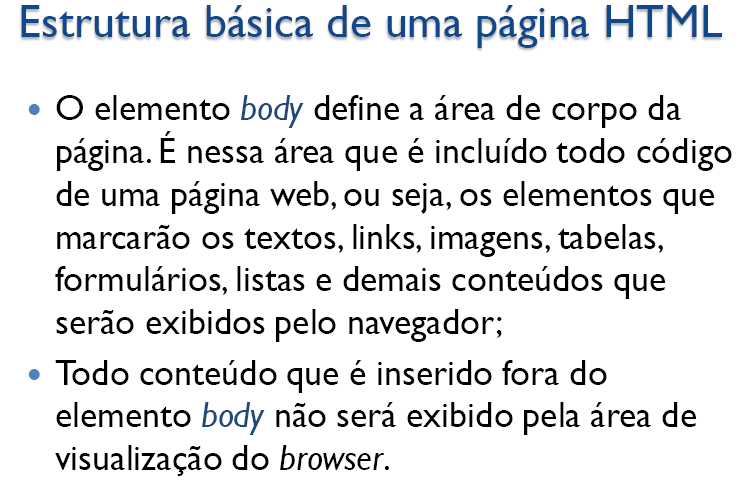 Estrutura básica de uma página HTML
• O elemento body define a área de corpo da
página. É nessa área que é incluído todo código
de uma página web, ou seja, os elementos que
marcarão os textos, links, imagens, tabelas,
formulários, listas e demais conteúdos que
serão exibidos pelo navegador;
• Todo conteúdo que é inserido fora do
elemento body não será exibido pela área de
visualização do browser.